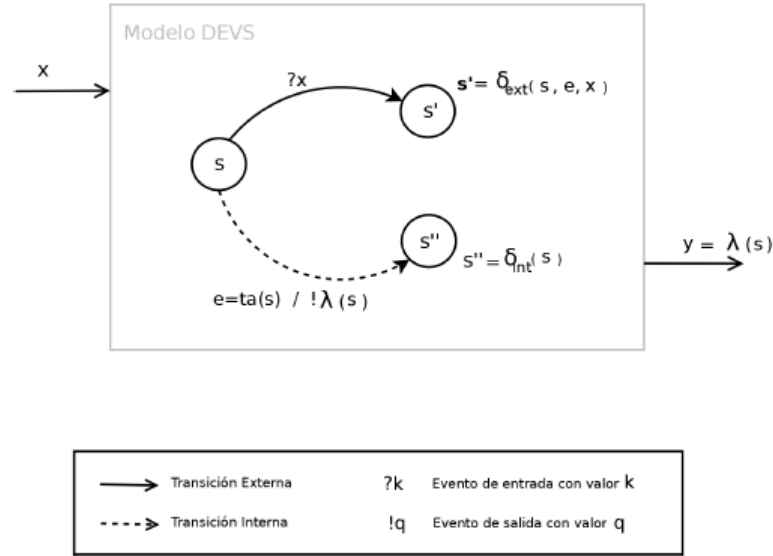 Modelo DEVS
x
?x
s' = δext( s , e, x )
s'
s
s''
s'' = δint( s )
y = λ (s)
e=ta(s) / !λ (s)
Transición Externa
?k Evento de entrada con valor k
Transición Interna
!q Evento de salida con valor q